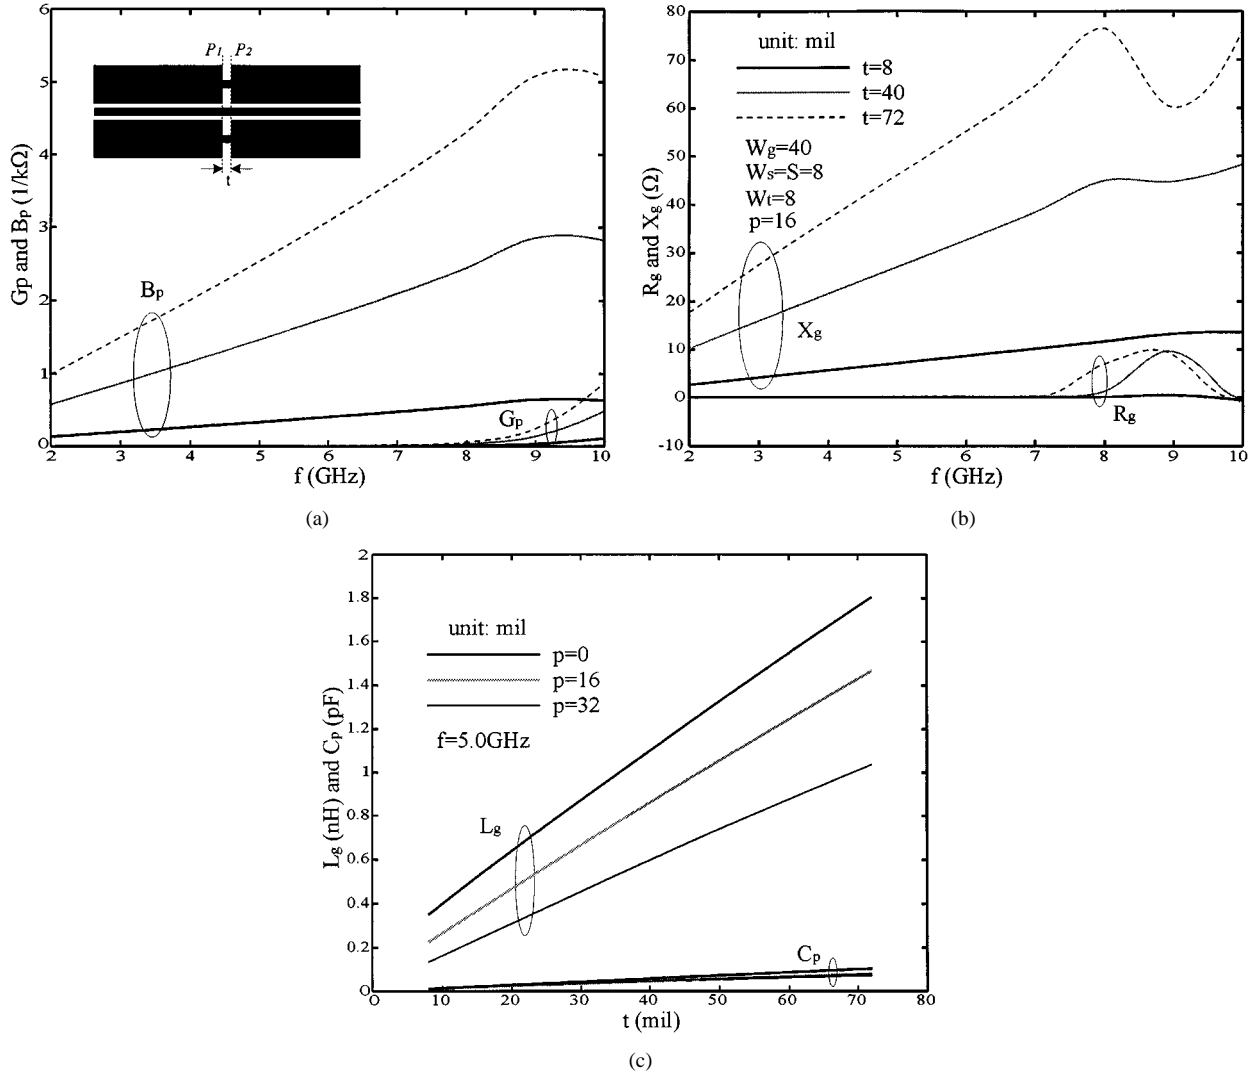 6
5
4
3
2
1
0
Gp and Bp (1/kΩ)
P1 P2
t
Bp
Gp
2 3 4 5 6 7 8 9 10
f (GHz)
(a)
80
70
60
50
40
30
20
10
0
-10
Rg and Xg (Ω)
unit: mil
t=8
t=40
t=72
Wg=40
Ws=S=8
Wt=8
p=16
Xg
Rg
2 3 4 5 6 7 8 9 10
f (GHz)
(b)
2
1.8
1.6
1.4
1.2
1
0.8
0.6
0.4
0.2
0
Lg (nH) and Cp (pF)
unit: mil
p=0
p=16
p=32
f=5.0GHz
Lg
Cp
0 10 20 30 40 50 60 70 80
t (mil)
(c)